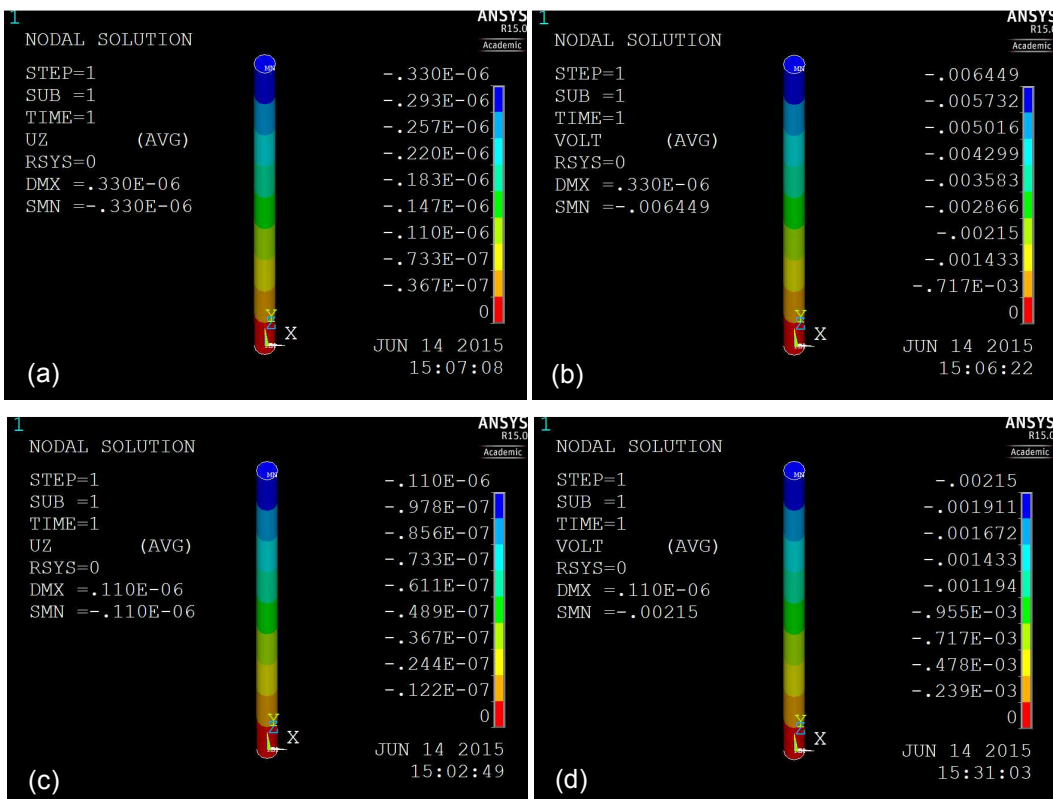 1
ANSYS
R15.0
Academic
NODAL SOLUTION
STEP=1
SUB =1
TIME=1
UZ (AVG)
RSYS=0
DMX =.330E-06
SMN =-.330E-06
MN
-.330E-06
-.293E-06
-.257E-06
-.220E-06
-.183E-06
-.147E-06
-.110E-06
-.733E-07
-.367E-07
0
Y
Z
X
JUN 14 2015
15:07:08
(a)
1
ANSYS
R15.0
Academic
NODAL SOLUTION
STEP=1
SUB =1
TIME=1
VOLT (AVG)
RSYS=0
DMX =.330E-06
SMN =-.006449
MN
-.006449
-.005732
-.005016
-.004299
-.003583
-.002866
-.00215
-.001433
-.717E-03
0
Y
Z
X
JUN 14 2015
15:06:22
(b)
1
ANSYS
R15.0
Academic
NODAL SOLUTION
STEP=1
SUB =1
TIME=1
UZ (AVG)
RSYS=0
DMX =.110E-06
SMN =-.110E-06
MN
-.110E-06
-.978E-07
-.856E-07
-.733E-07
-.611E-07
-.489E-07
-.367E-07
-.244E-07
-.122E-07
0
Y
Z
X
JUN 14 2015
15:02:49
(c)
1
ANSYS
R15.0
Academic
NODAL SOLUTION
STEP=1
SUB =1
TIME=1
VOLT (AVG)
RSYS=0
DMX =.110E-06
SMN =-.00215
MN
-.00215
-.001911
-.001672
-.001433
-.001194
-.955E-03
-.717E-03
-.478E-03
-.239E-03
0
Y
Z
X
JUN 14 2015
15:31:03
(d)